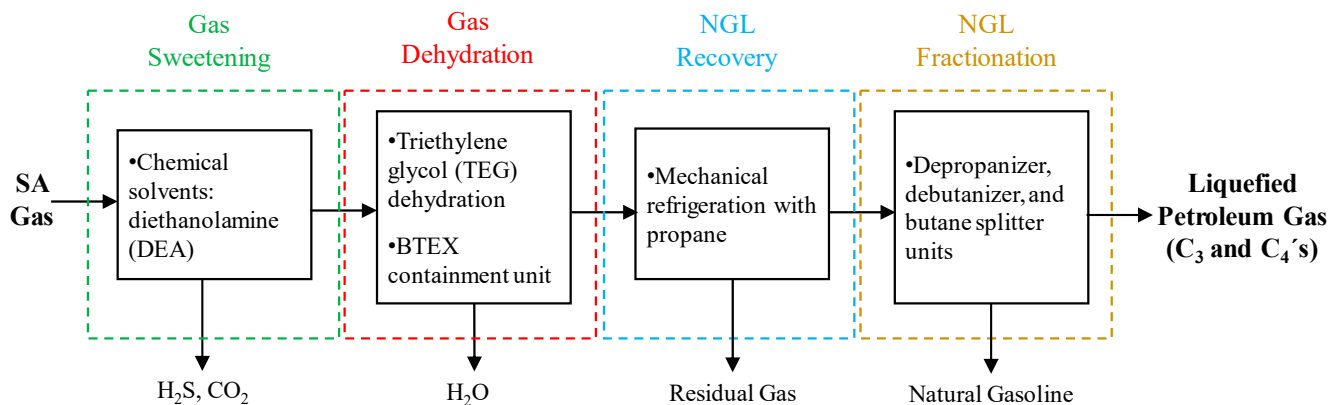 Gas
Sweetening
Gas
Dehydration
NGL
Recovery
NGL
Fractionation
SA
Gas
•Chemical
solvents:
diethanolamine
(DEA)
•Triethylene
glycol (TEG)
dehydration
•BTEX
containment unit
•Mechanical
refrigeration with
propane
•Depropanizer,
debutanizer, and
butane splitter
units
Liquefied
Petroleum Gas
(C₃ and C₄´s)
H₂S, CO₂
H₂O
Residual Gas
Natural Gasoline